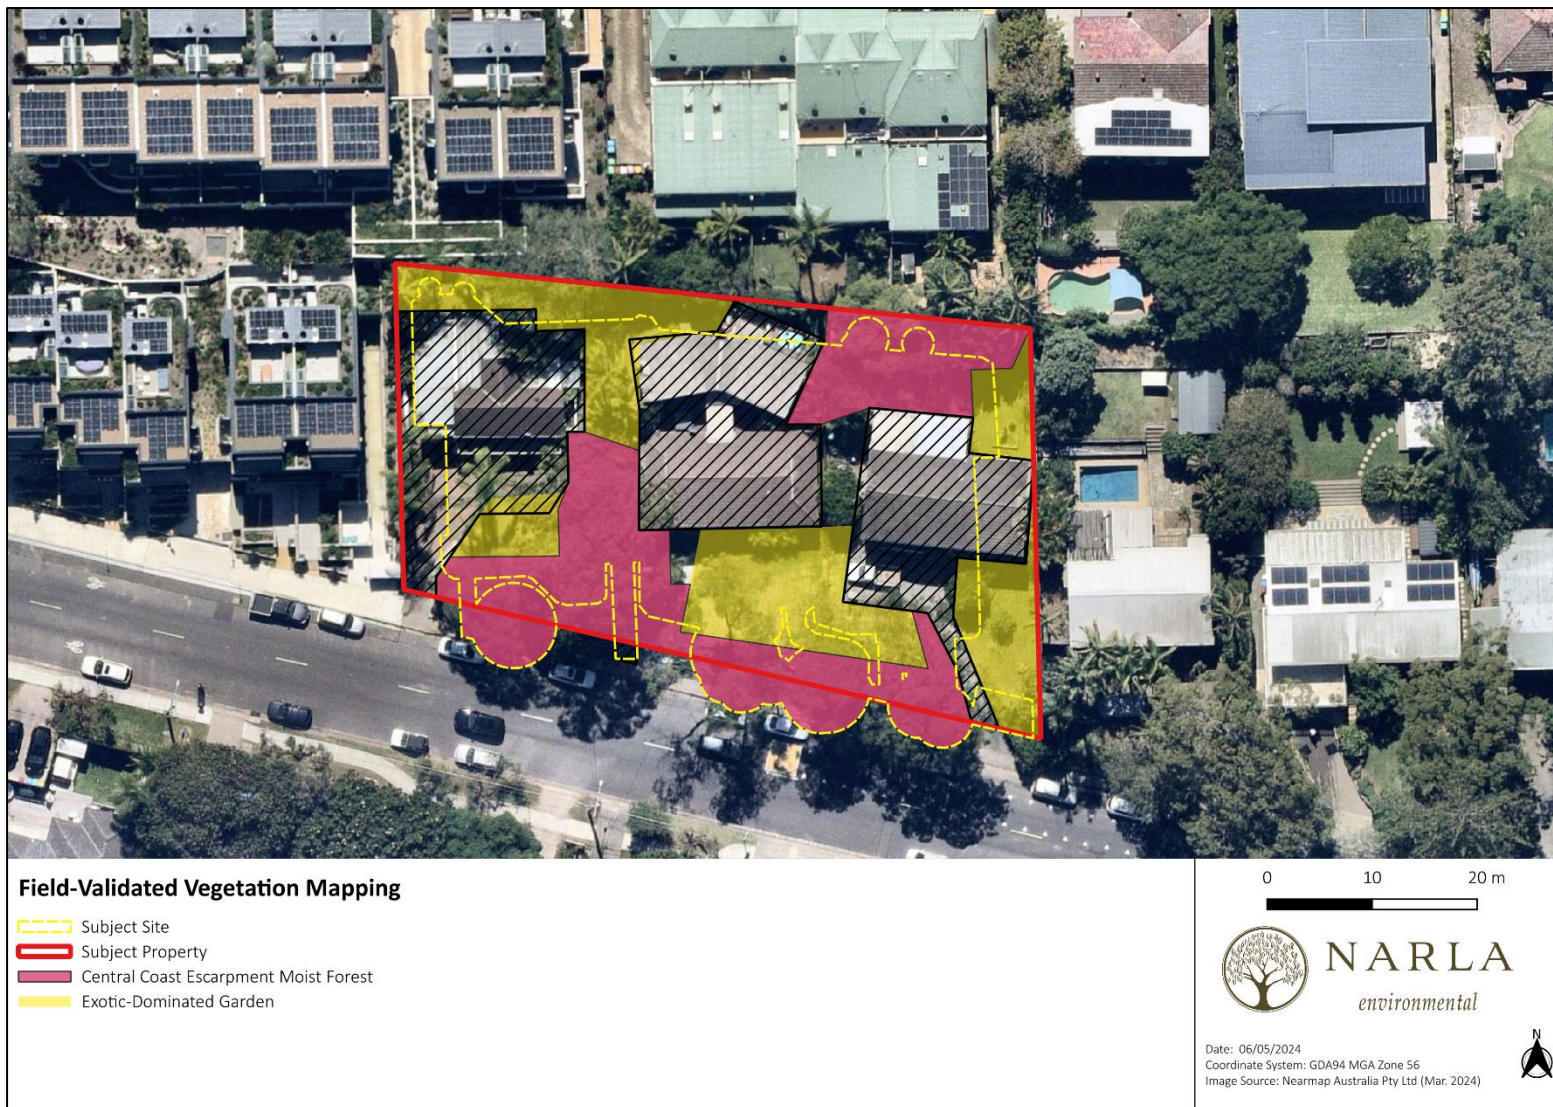 Field-Validated Vegetation Mapping
Subject Site
Subject Property
Central Coast Escarpment Moist Forest
Exotic-Dominated Garden
0 10 20 m
NARLA
environmental
N
Date: 06/05/2024
Coordinate System: GDA94 MGA Zone 56
Image Source: Nearmap Australia Pty Ltd (Mar. 2024)